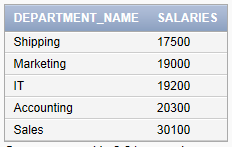 DEPARTMENT_NAME SALARIES
Shipping 17500
Marketing 19000
IT 19200
Accounting 20300
Sales 30100